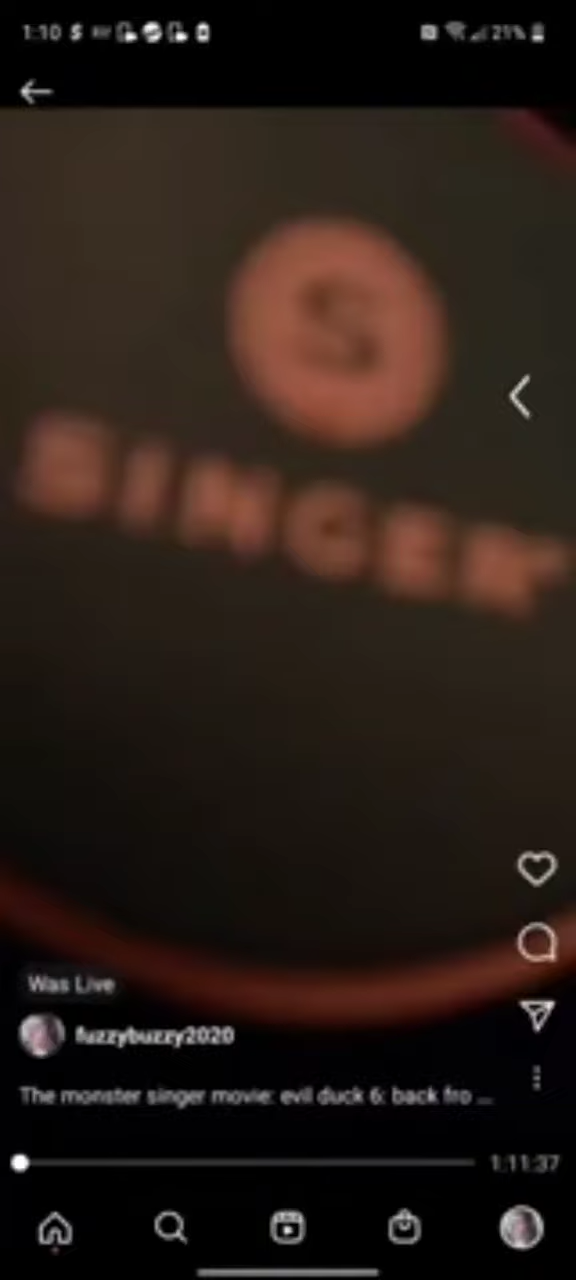 1:10
21%
S
SINGER
Was Live
fuzzybuzzy2020
The monster singer movie: evil duck 6: back fro ...
1:11:37